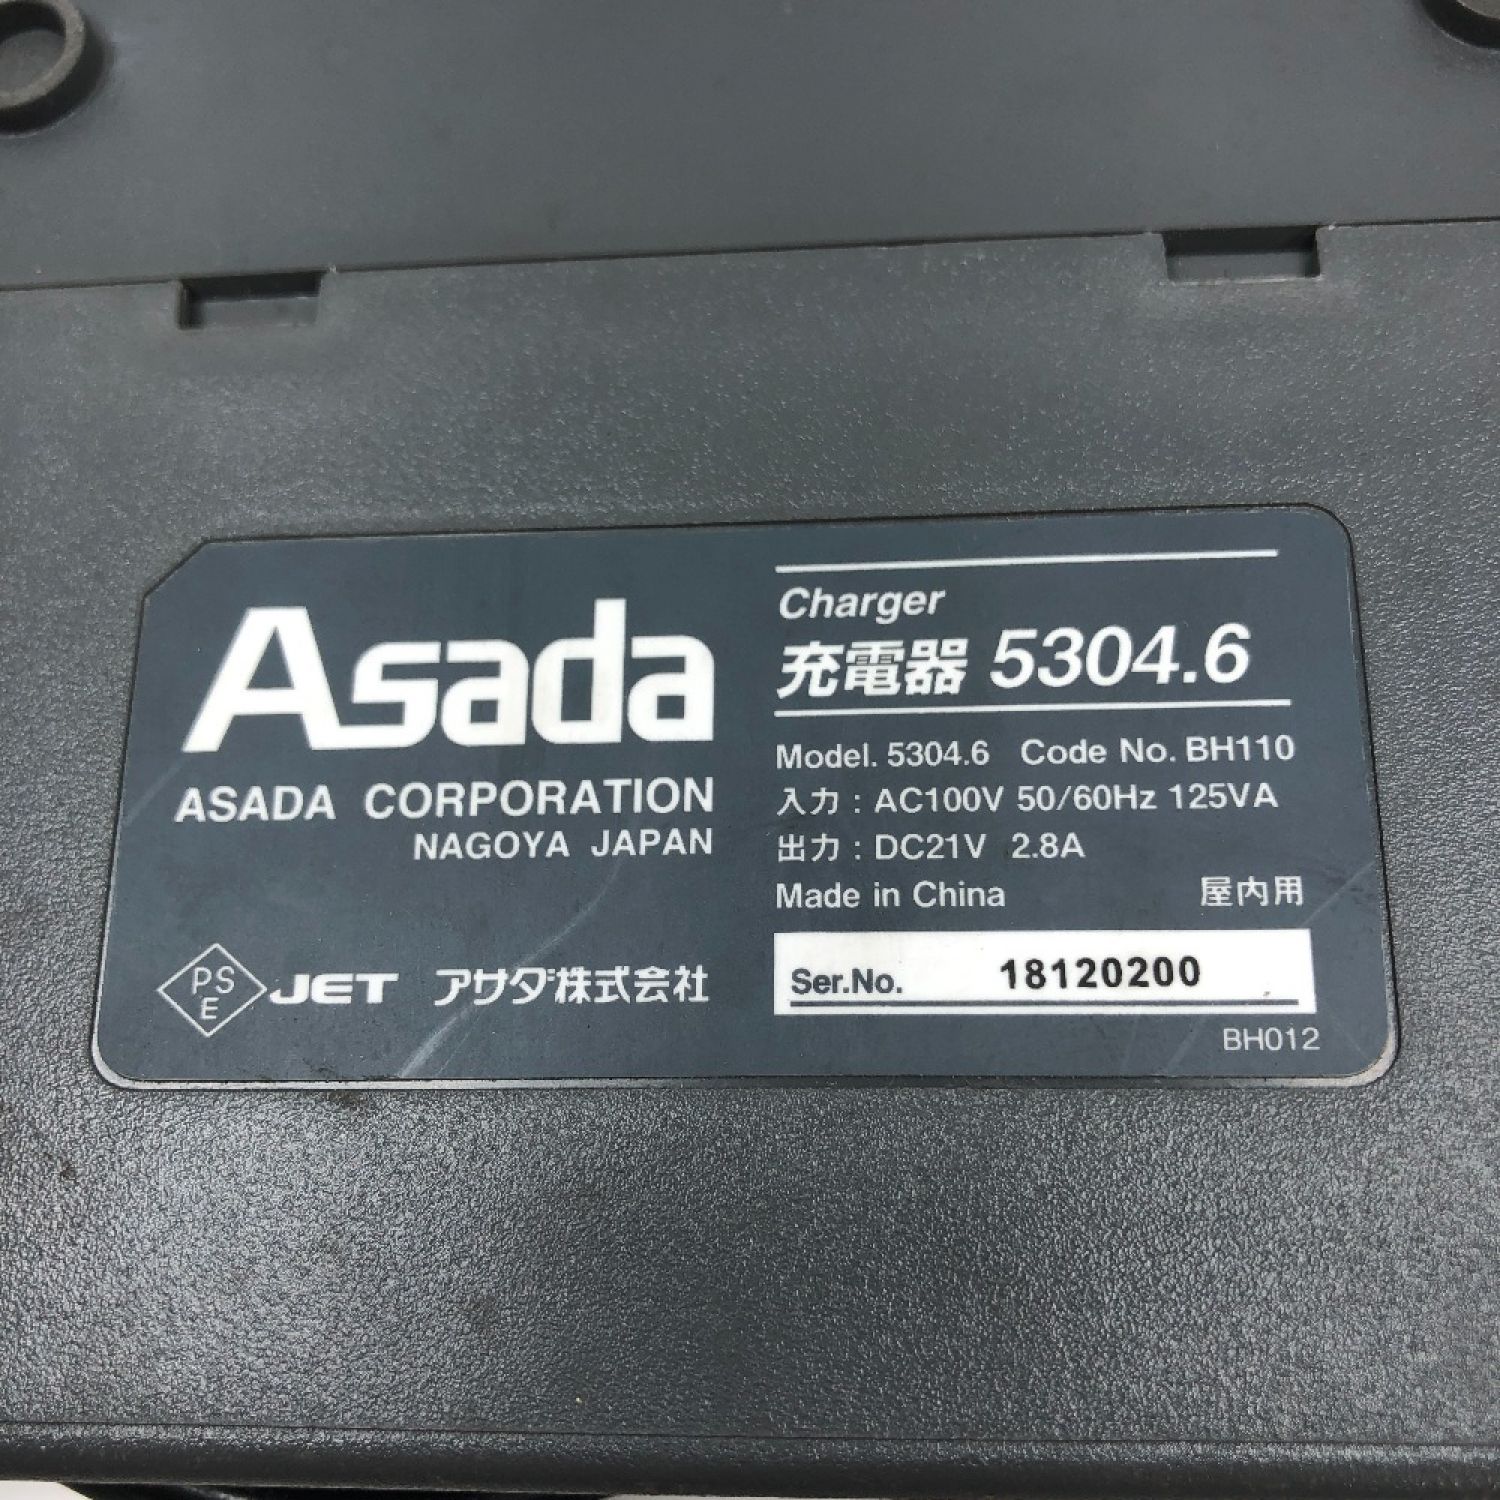 Asada
ASADA CORPORATION
NAGOYA JAPAN
PS
E
JET アサダ株式会社
Charger
充電器 5304.6
Model. 5304.6 Code No. BH110
入力 : AC100V 50/60Hz 125VA
出力 : DC21V 2.8A
Made in China 屋内用
Ser.No. 18120200
BH012